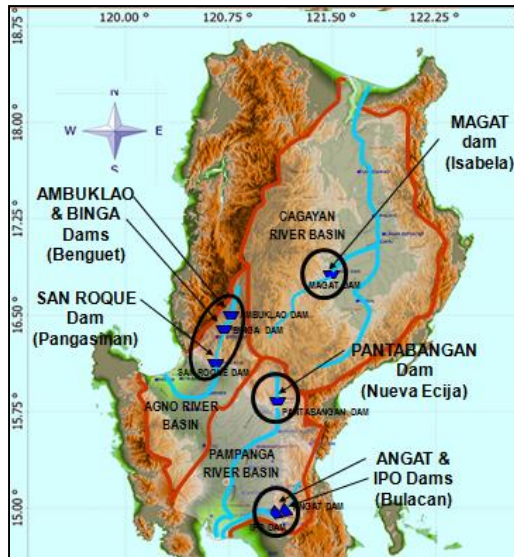 120.00 °
120.75 °
121.50 °
122.25 °
18.75 °
18.00 °
17.25 °
16.50 °
15.75 °
15.00 °
N
W
E
S
MAGAT
dam
(Isabela)
AMBUKLAO
& BINGA
Dams
(Benguet)
CAGAYAN
RIVER BASIN
MAGAT DAM
SAN ROQUE
Dam
(Pangasinan)
AMBUKLAO DAM
BINGA DAM
SAN ROQUE DAM
PANTABANGAN
Dam
(Nueva Ecija)
AGNO RIVER
BASIN
PANTABANGAN DAM
PAMPANGA
RIVER BASIN
ANGAT &
IPO Dams
(Bulacan)
ANGAT DAM
IPO DAM